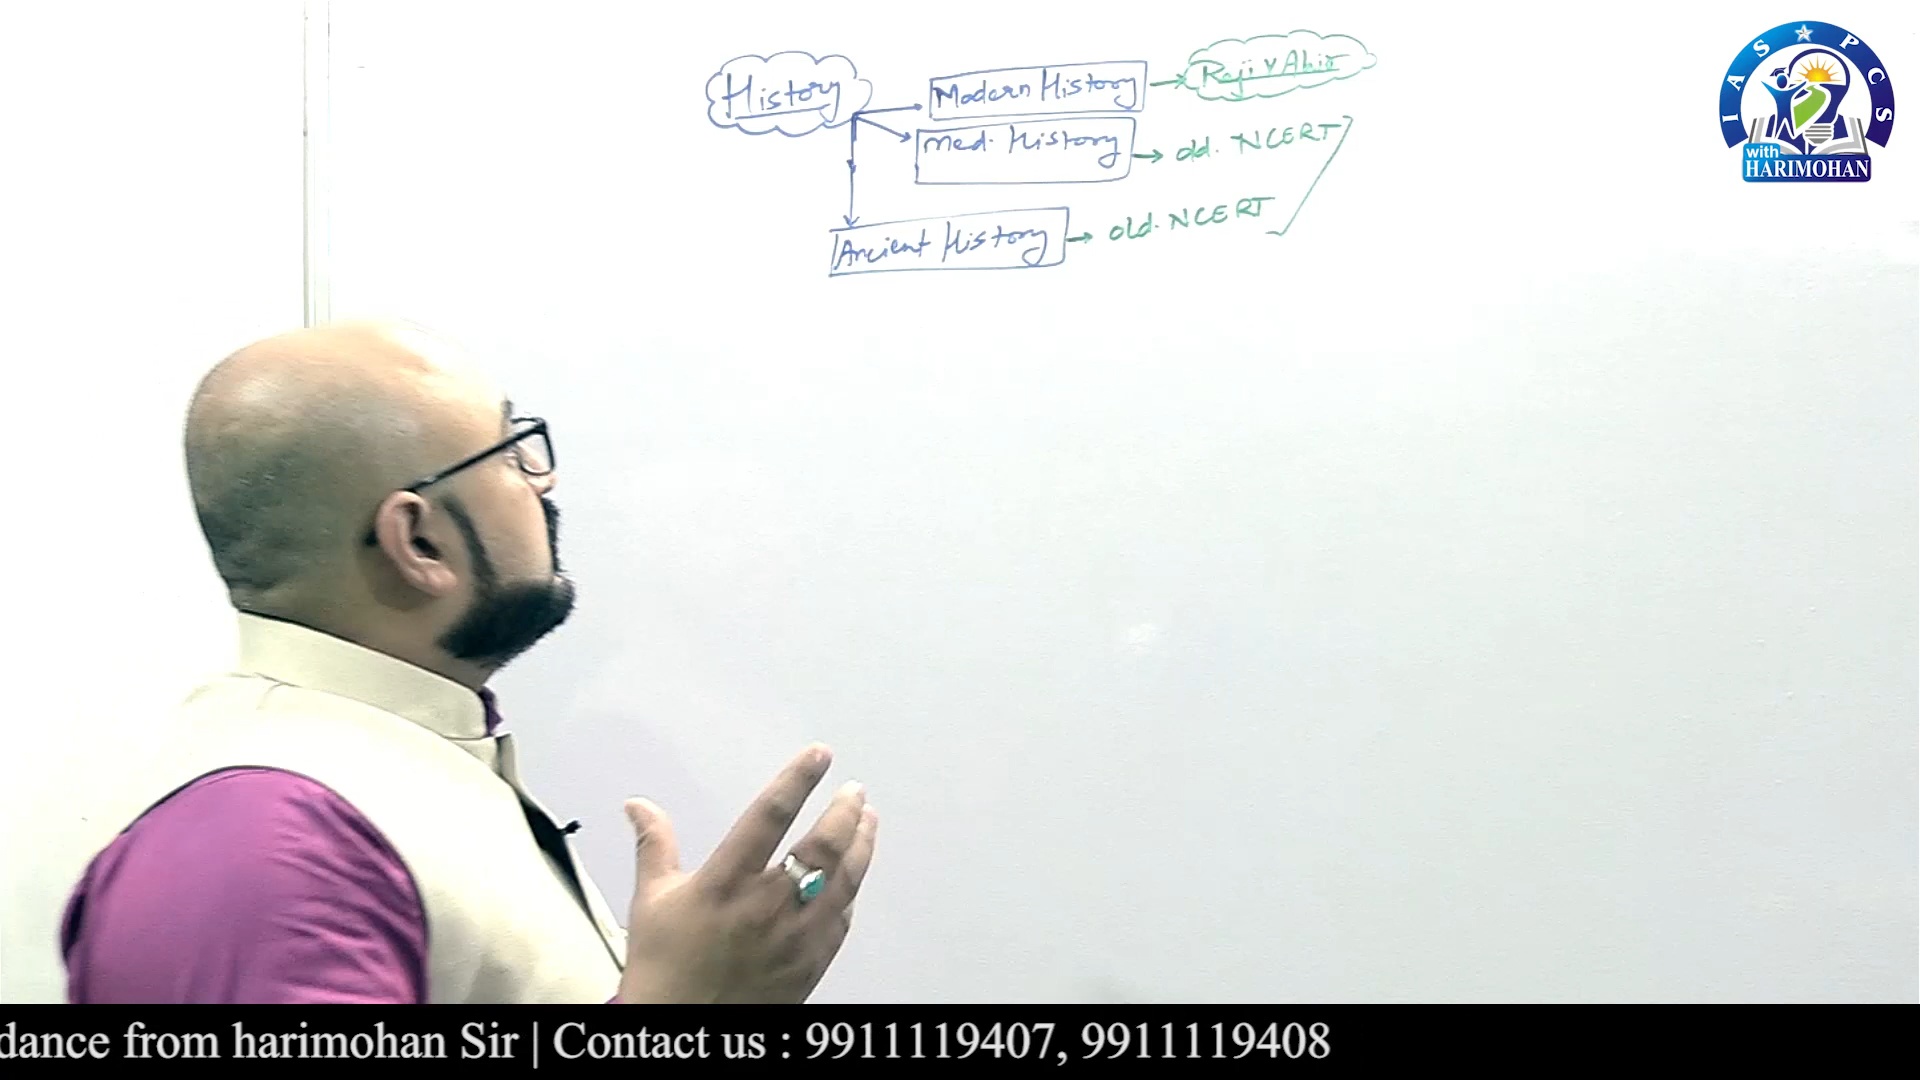 History
Modern History → Rajiv Ahir
Med. History → old. NCERT
Ancient History → old. NCERT
IAS PCS
with
HARIMOHAN
dance from harimohan Sir | Contact us : 9911119407, 9911119408